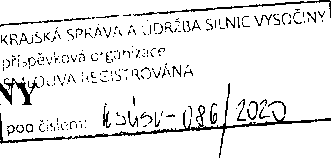 KRAJSKÁ SPRÁVA A ÚDRŽBA SILNIC VYSOČINY
příspěvková organizace
SMLOUVA REGISTROVÁNA
NY
pod číslem: ksúsv-086/2020